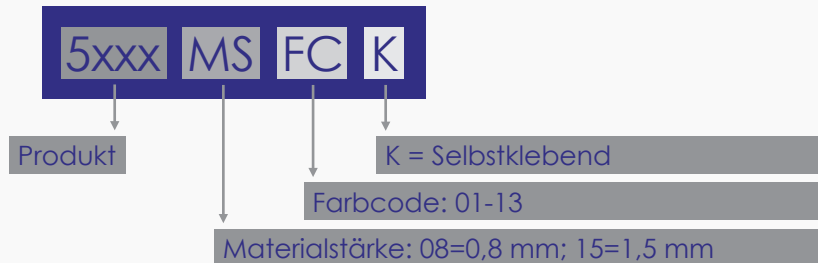 5xxx MS FC K
Produkt
K = Selbstklebend
Farbcode: 01-13
Materialstärke: 08=0,8 mm; 15=1,5 mm